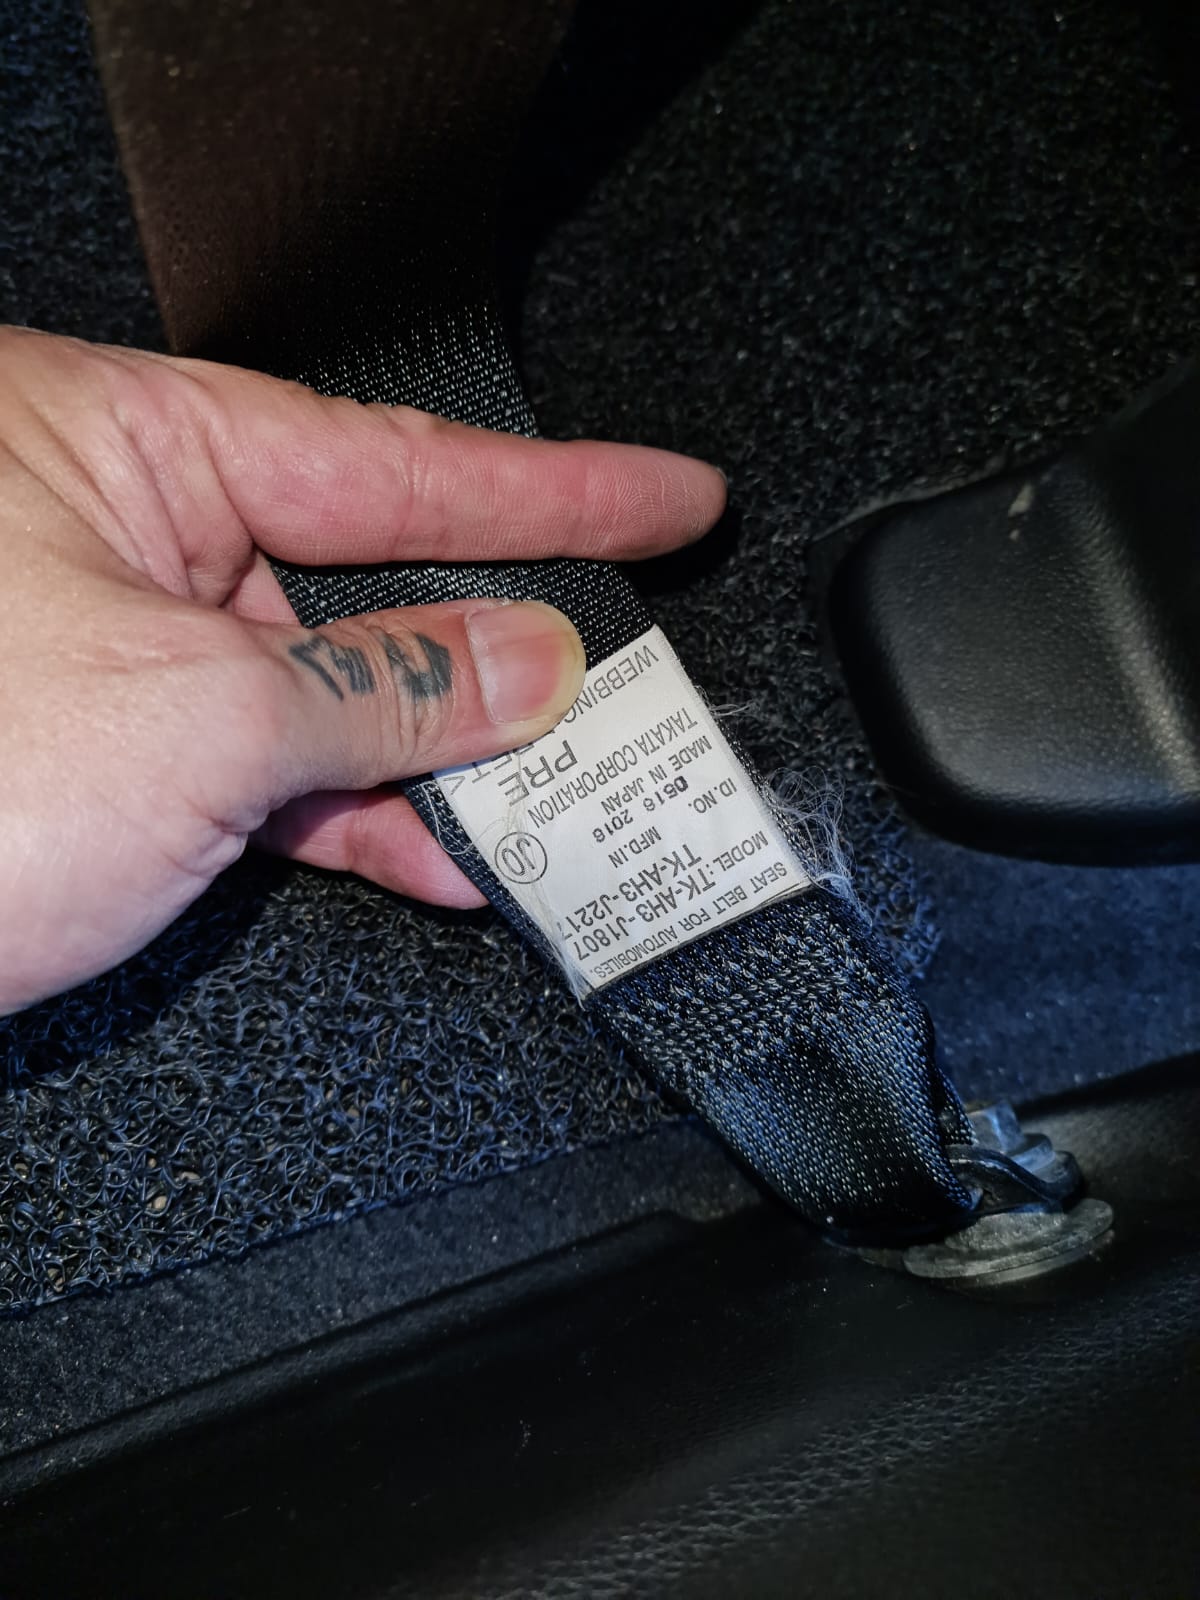 SEAT BELT FOR AUTOMOBILES.
MODEL: TK-AH3-J1807
TK-AH3-J2217
ID.NO. MFD.IN
0516 2016
MADE IN JAPAN
TAKATA CORPORATION
JO
PRE
WEBBING